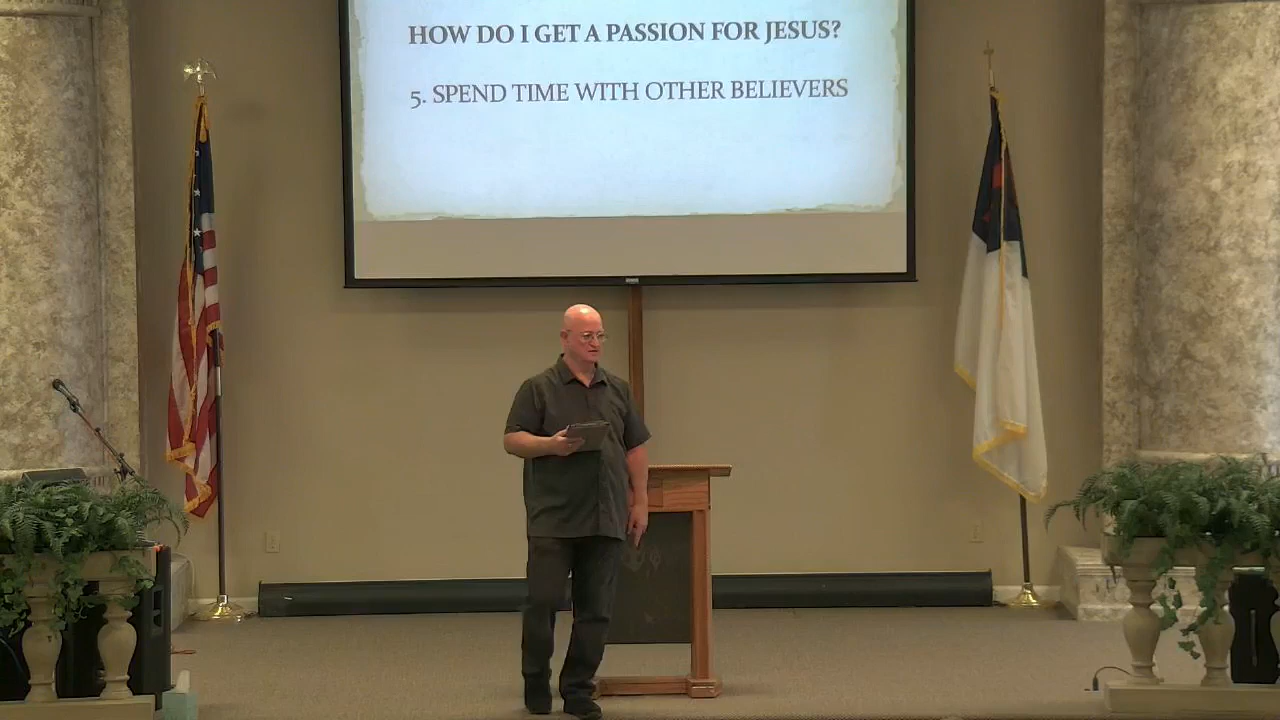 HOW DO I GET A PASSION FOR JESUS?
5. SPEND TIME WITH OTHER BELIEVERS